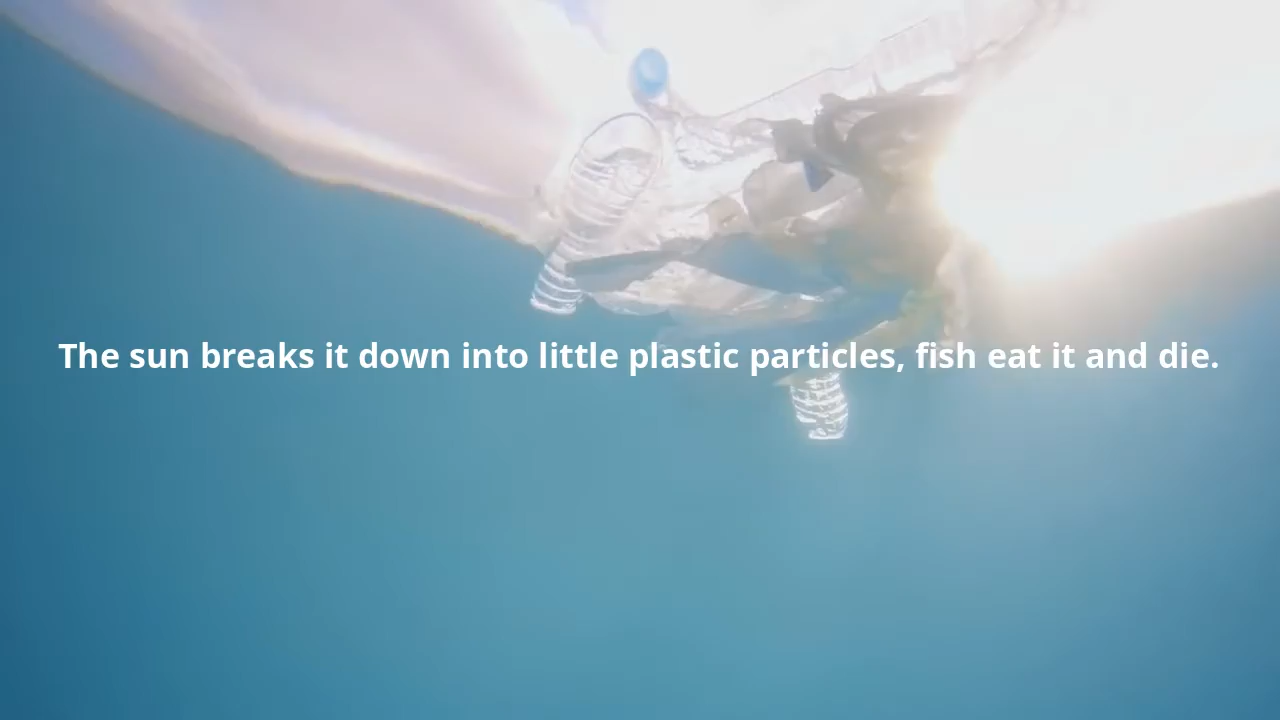 The sun breaks it down into little plastic particles, fish eat it and die.